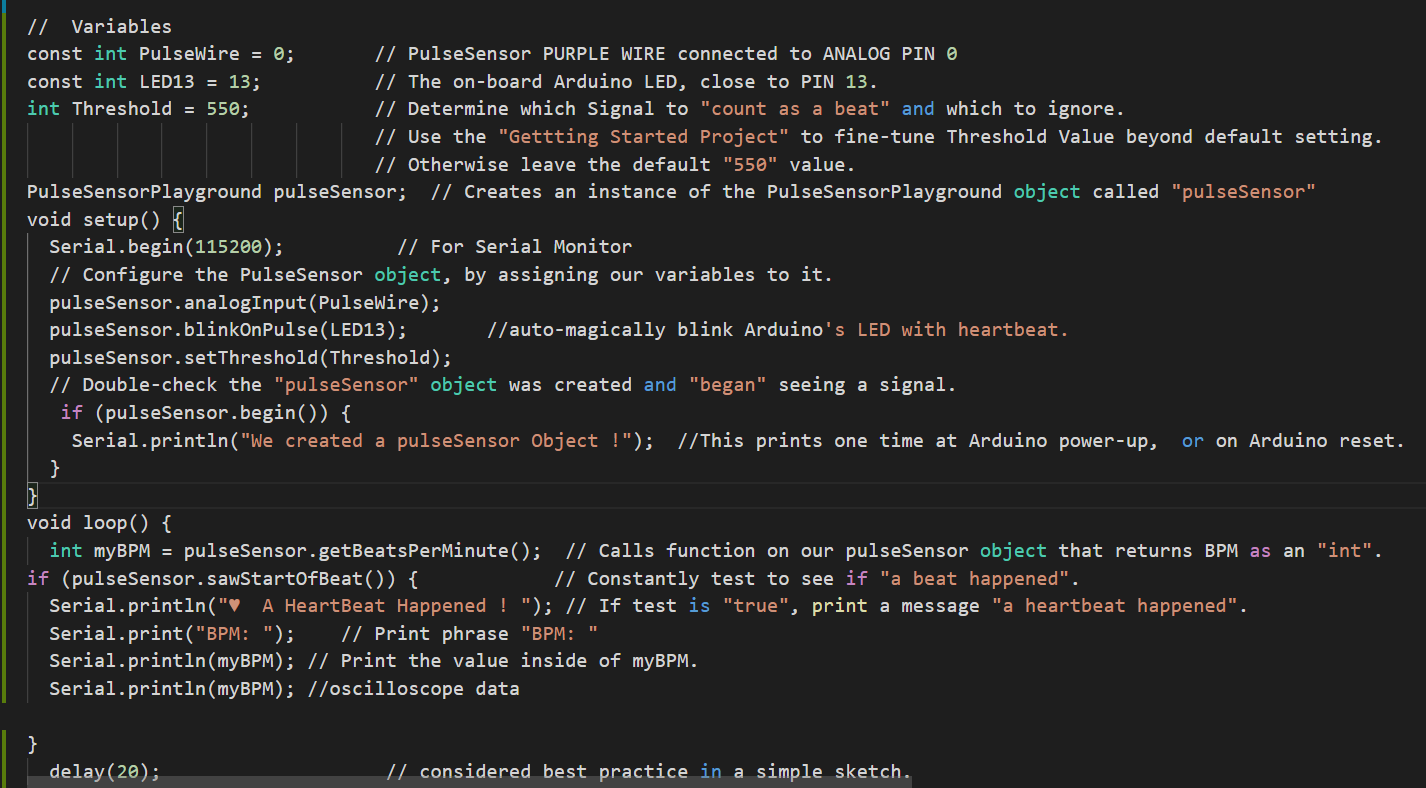 //  Variables
const int PulseWire = 0;       // PulseSensor PURPLE WIRE connected to ANALOG PIN 0
const int LED13 = 13;          // The on-board Arduino LED, close to PIN 13.
int Threshold = 550;           // Determine which Signal to "count as a beat" and which to ignore.
                               // Use the "Gettting Started Project" to fine-tune Threshold Value beyond default setting.
                               // Otherwise leave the default "550" value.
PulseSensorPlayground pulseSensor;  // Creates an instance of the PulseSensorPlayground object called "pulseSensor"
void setup() {
  Serial.begin(115200);          // For Serial Monitor
  // Configure the PulseSensor object, by assigning our variables to it.
  pulseSensor.analogInput(PulseWire);
  pulseSensor.blinkOnPulse(LED13);       //auto-magically blink Arduino's LED with heartbeat.
  pulseSensor.setThreshold(Threshold);
  // Double-check the "pulseSensor" object was created and "began" seeing a signal.
   if (pulseSensor.begin()) {
    Serial.println("We created a pulseSensor Object !");  //This prints one time at Arduino power-up,  or on Arduino reset.
  }
}
void loop() {
  int myBPM = pulseSensor.getBeatsPerMinute();  // Calls function on our pulseSensor object that returns BPM as an "int".
if (pulseSensor.sawStartOfBeat()) {            // Constantly test to see if "a beat happened".
  Serial.println("♥  A HeartBeat Happened ! "); // If test is "true", print a message "a heartbeat happened".
  Serial.print("BPM: ");    // Print phrase "BPM: "
  Serial.println(myBPM); // Print the value inside of myBPM.
  Serial.println(myBPM); //oscilloscope data
}
  delay(20);                    // considered best practice in a simple sketch.